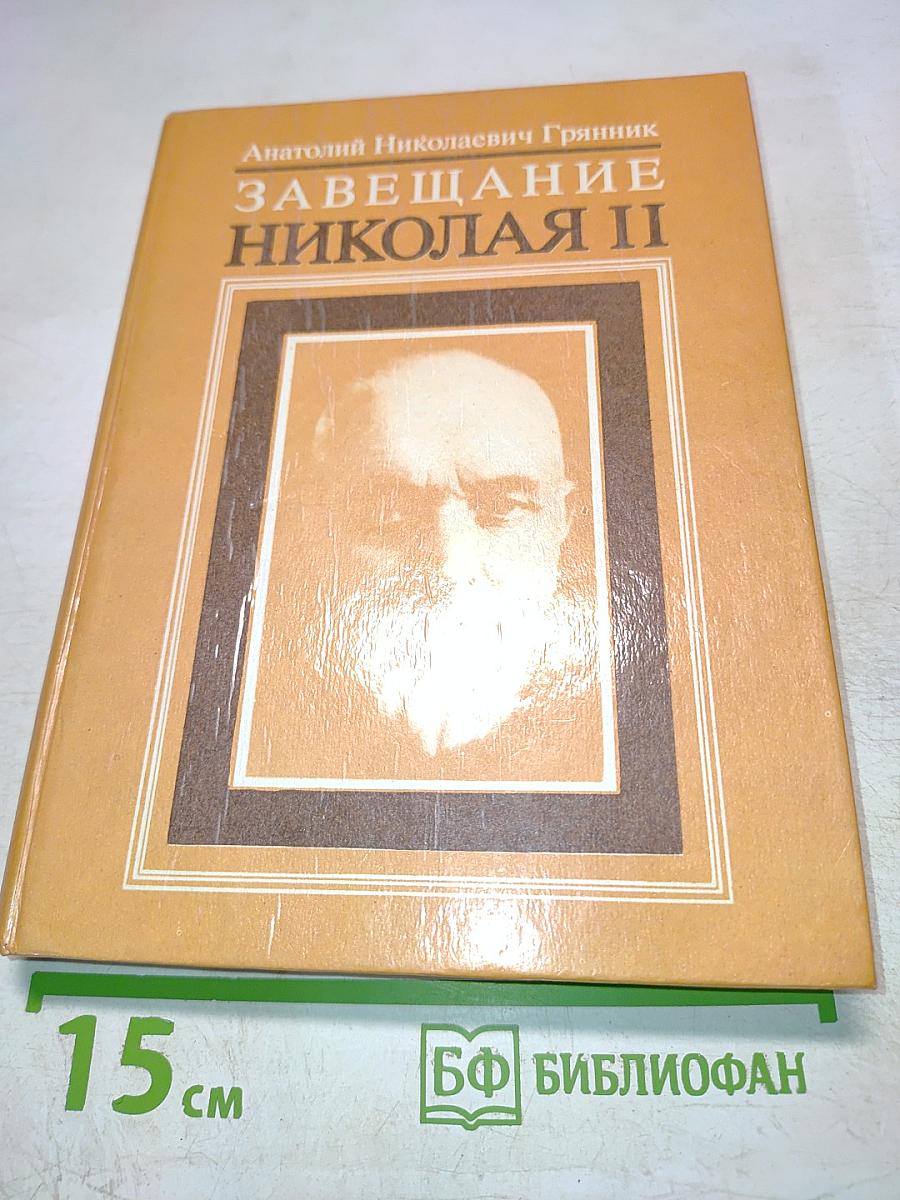 Анатолий Николаевич Грянник
ЗАВЕЩАНИЕ
НИКОЛАЯ II
15 см
БФ БИБЛИОФАН